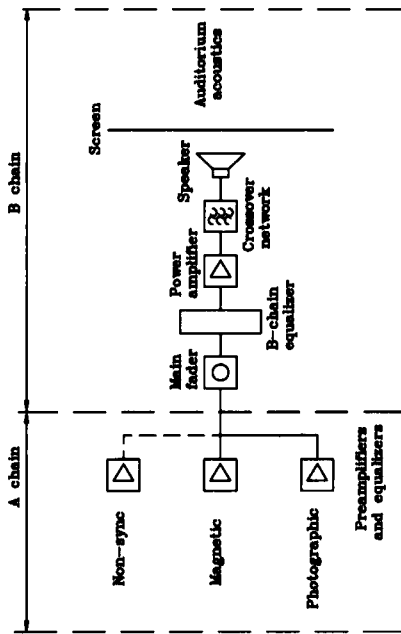 A chain
B chain
Non-sync
Magnetic
Photographic
Preamplifiers
and equalizers
Main
fader
B-chain
equalizer
Power
amplifier
Crossover
network
Speaker
Screen
Auditorium
acoustics